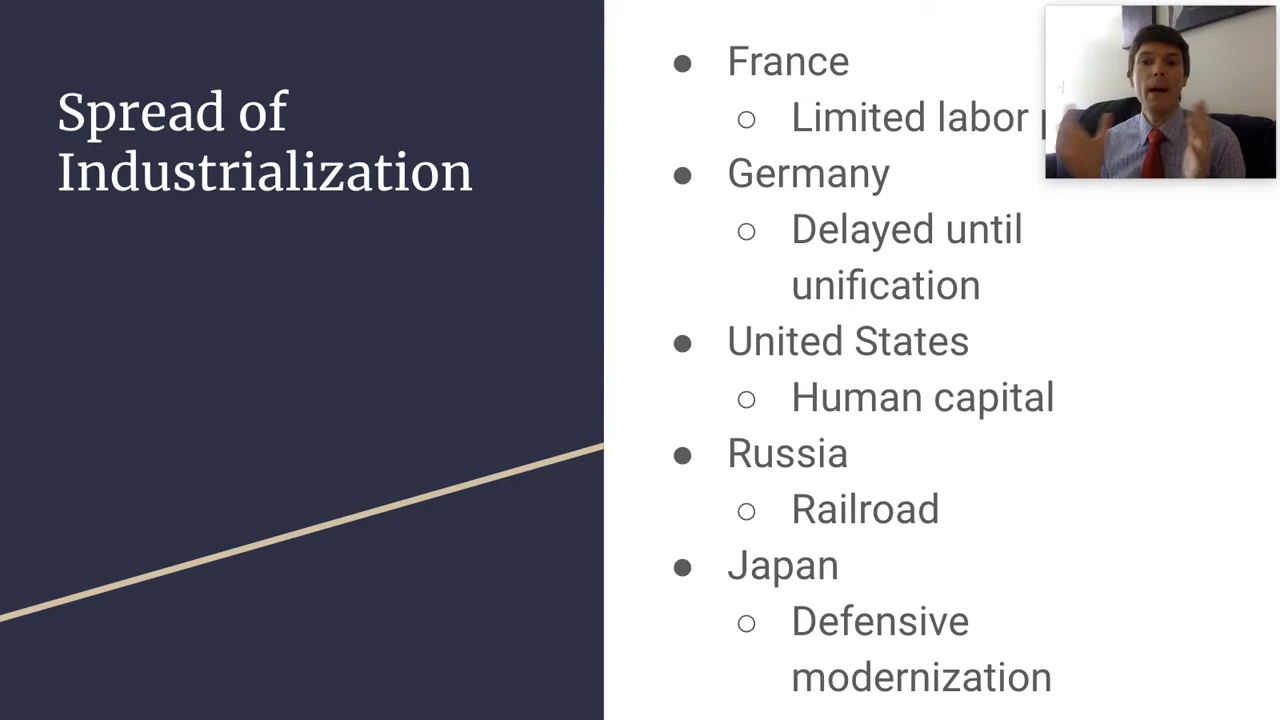 Spread of
Industrialization
● France
○ Limited labor
● Germany
○ Delayed until
unification
● United States
○ Human capital
● Russia
○ Railroad
● Japan
○ Defensive
modernization